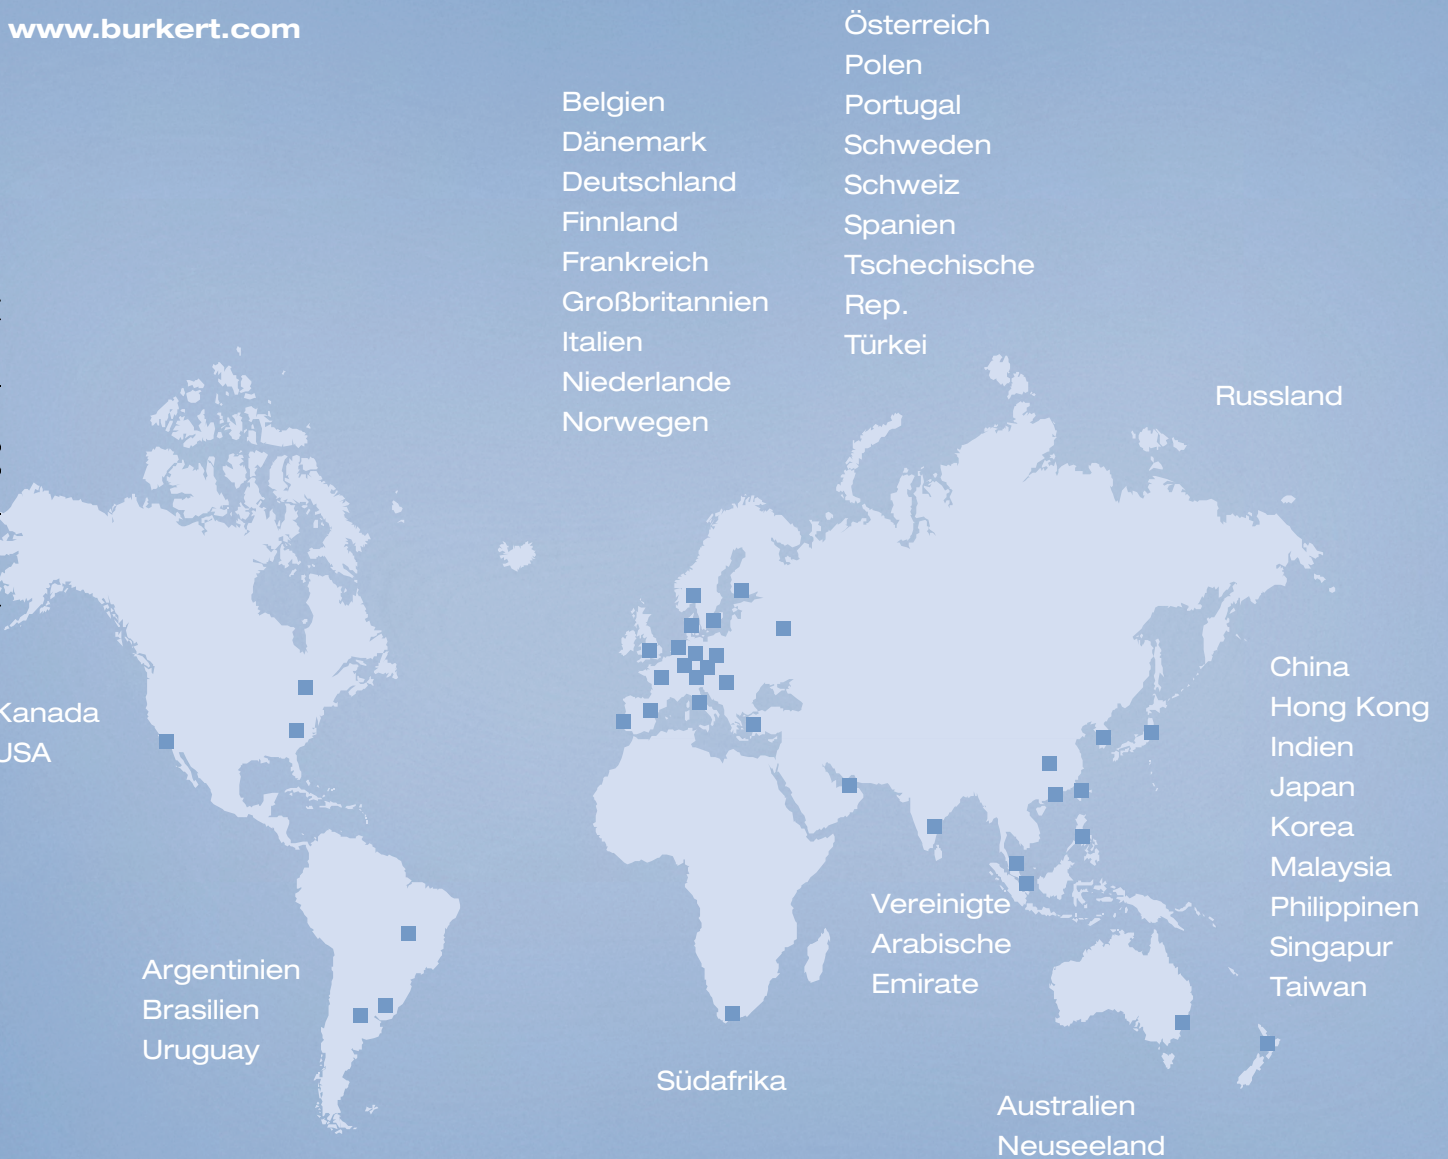 www.burkert.com
Belgien
Dänemark
Deutschland
Finnland
Frankreich
Großbritannien
Italien
Niederlande
Norwegen
Österreich
Polen
Portugal
Schweden
Schweiz
Spanien
Tschechische
Rep.
Türkei
Russland
Kanada
USA
China
Hong Kong
Indien
Japan
Korea
Malaysia
Philippinen
Singapur
Taiwan
Vereinigte
Arabische
Emirate
Argentinien
Brasilien
Uruguay
Südafrika
Australien
Neuseeland